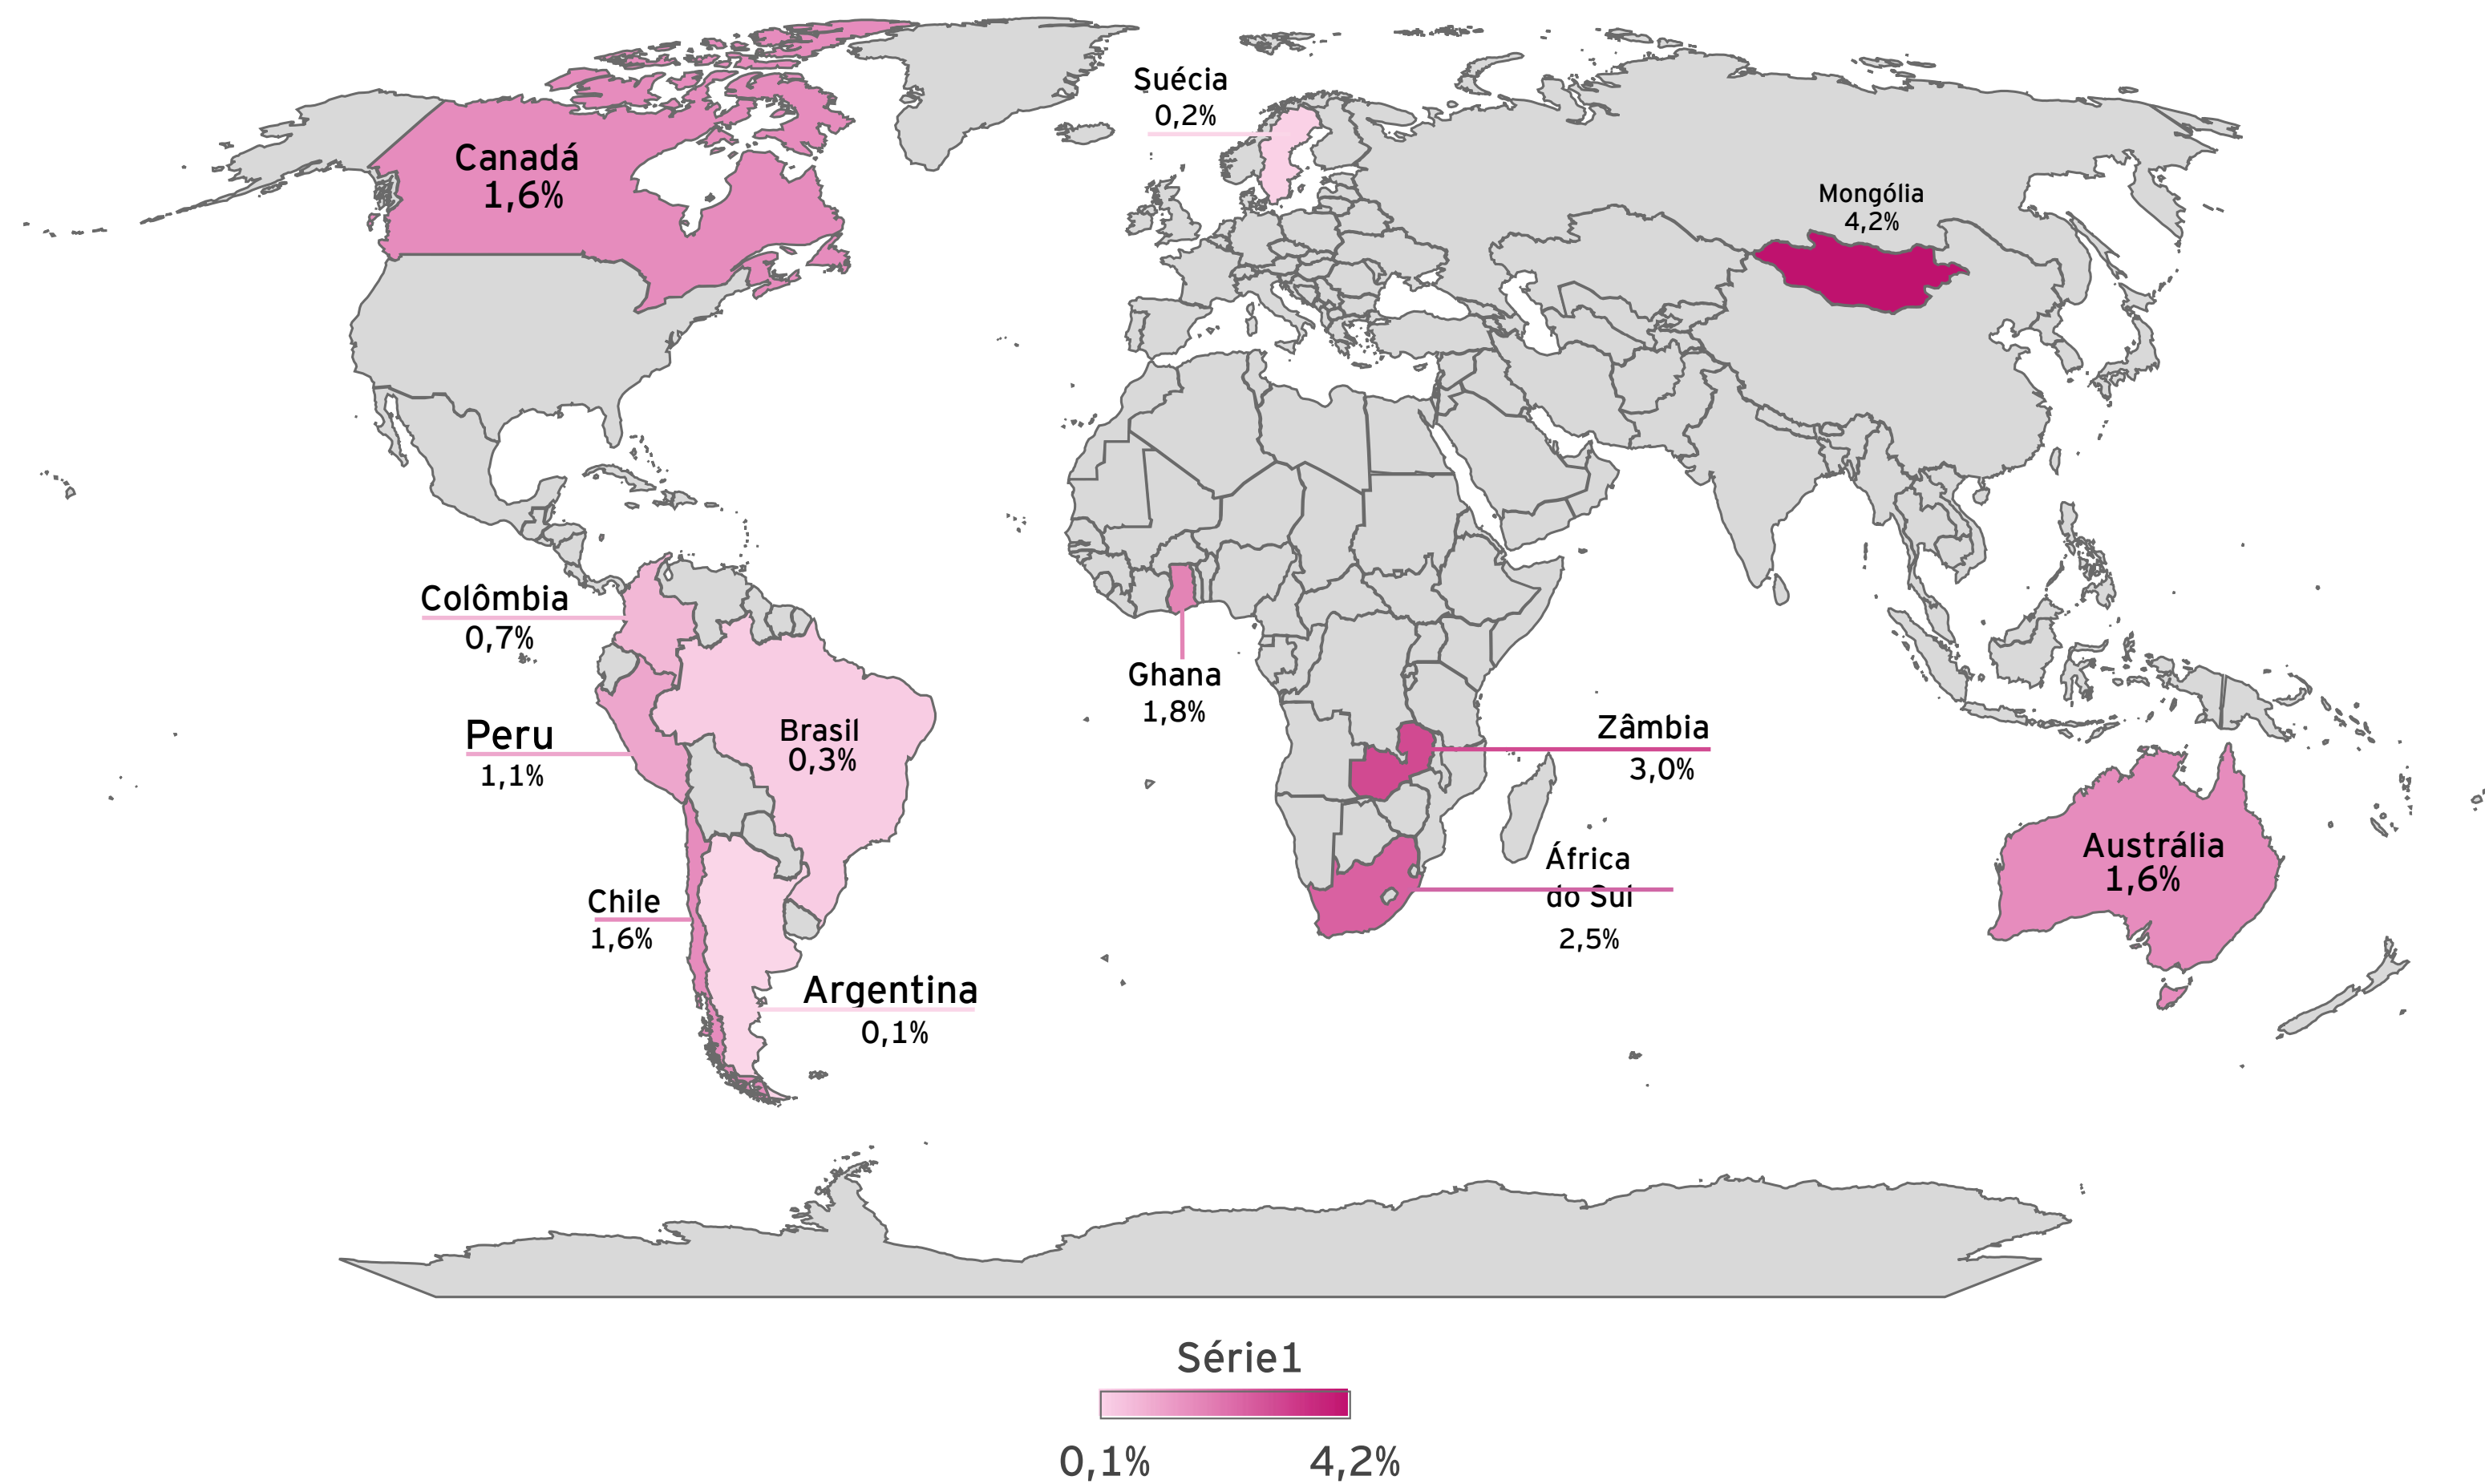 Suécia
0,2%
Canadá
1,6%
Mongólia
4,2%
Colômbia
0,7%
Ghana
1,8%
Peru
1,1%
Brasil
0,3%
Zâmbia
3,0%
Austrália
1,6%
África
do Sul
2,5%
Chile
1,6%
Argentina
0,1%
Série1
0,1%
4,2%